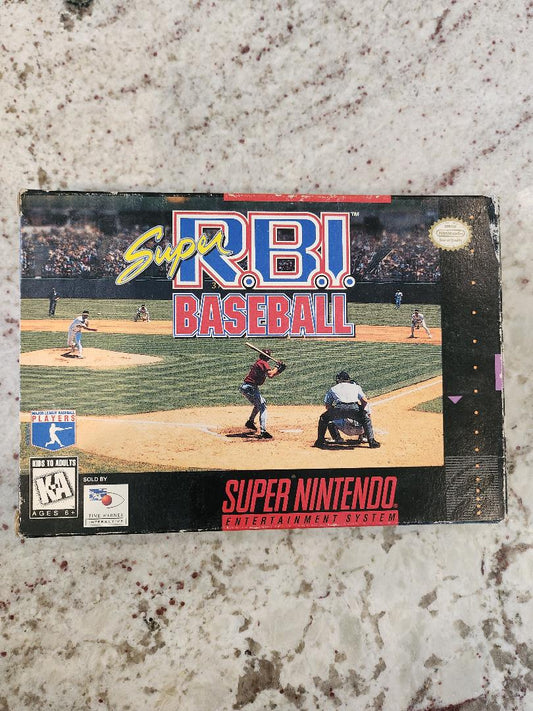 Super
R.B.I.™
BASEBALL
MAJOR LEAGUE BASEBALL
PLAYERS
KIDS TO ADULTS
K-A
AGES 6+
SOLD BY
TIME WARNER
INTERACTIVE
SUPER NINTENDO
ENTERTAINMENT SYSTEM